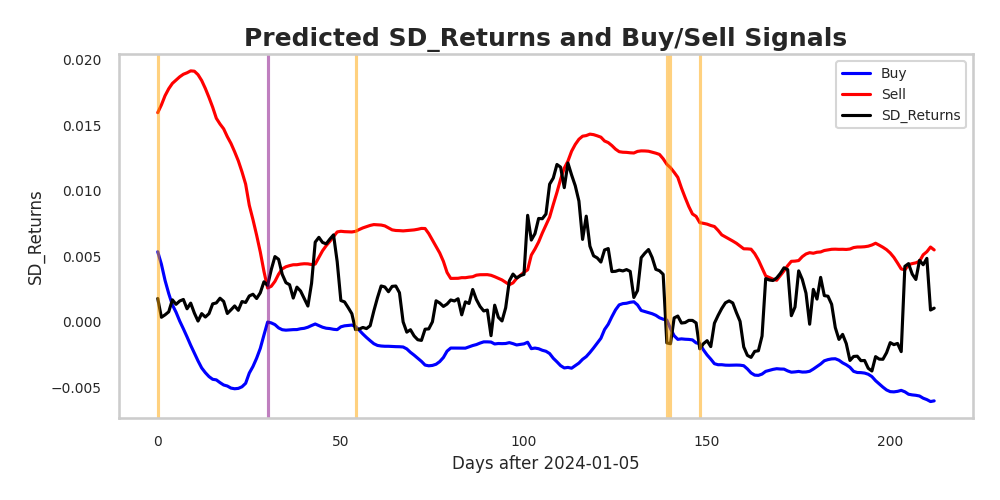 Predicted SD_Returns and Buy/Sell Signals
0.020
0.015
0.010
0.005
0.000
−0.005
SD_Returns
Buy
Sell
SD_Returns
0
50
100
150
200
Days after 2024-01-05